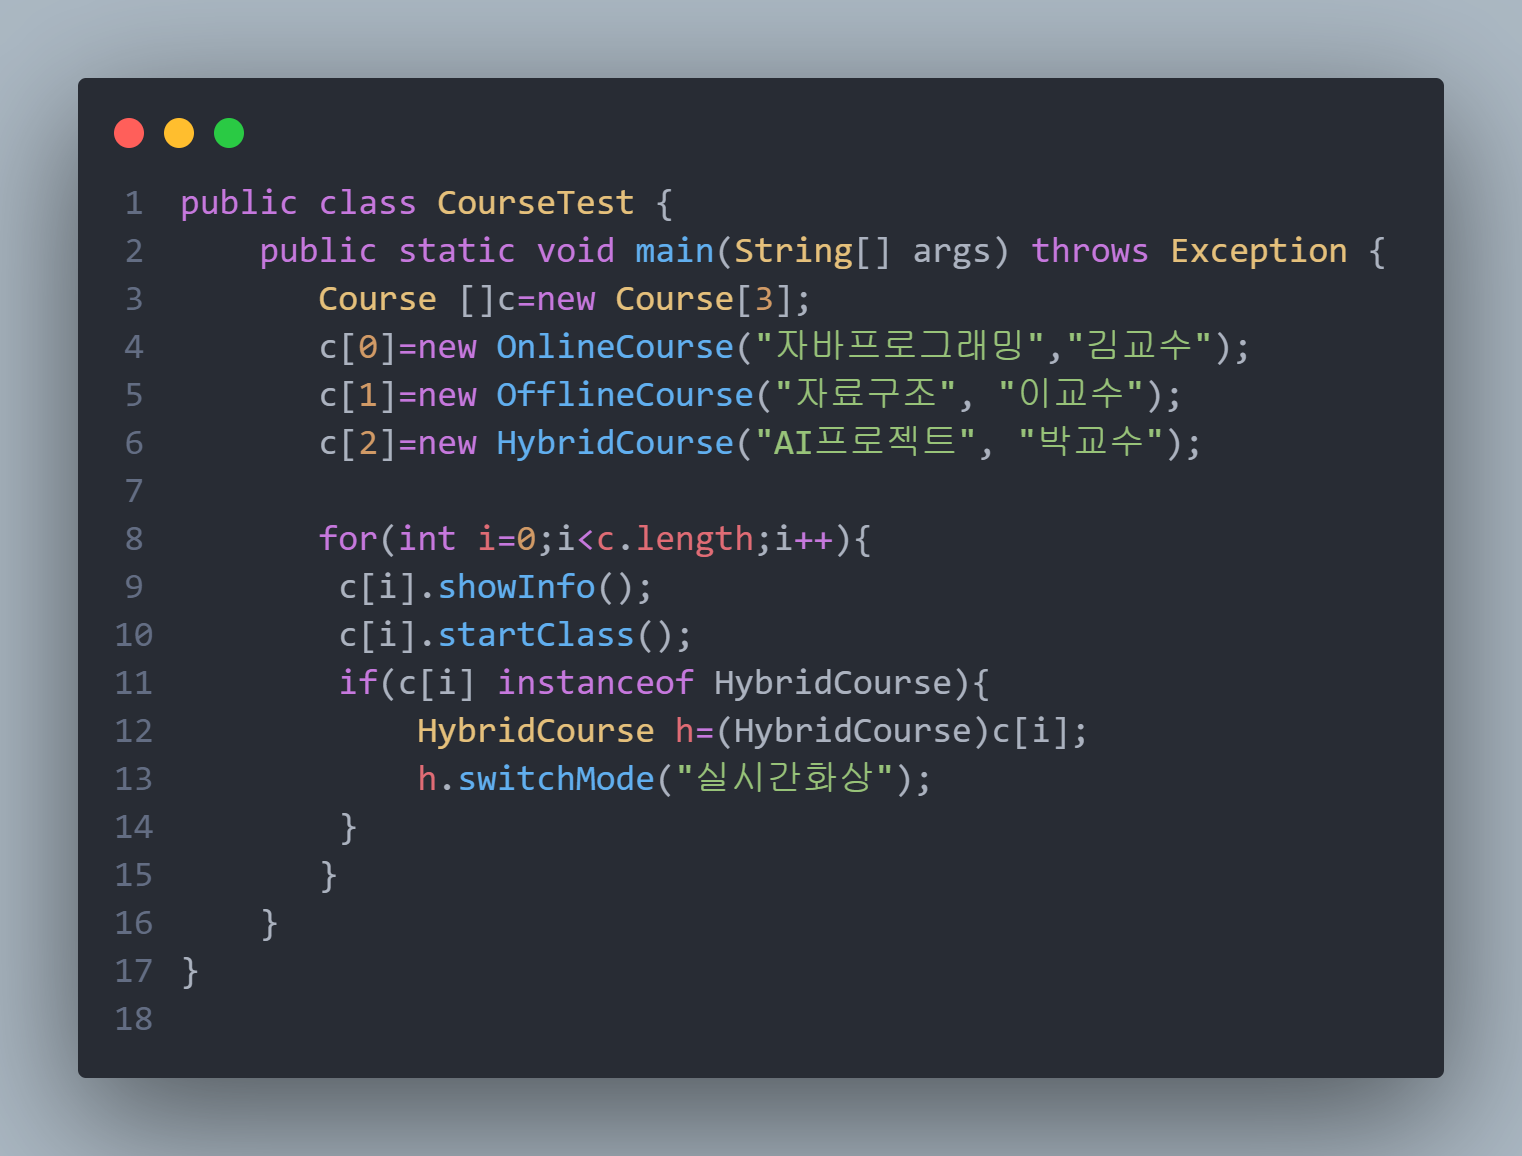 1 public class CourseTest {
2     public static void main(String[] args) throws Exception {
3        Course []c=new Course[3];
4        c[0]=new OnlineCourse("자바프로그래밍","김교수");
5        c[1]=new OfflineCourse("자료구조", "이교수");
6        c[2]=new HybridCourse("AI프로젝트", "박교수");
7
8        for(int i=0;i<c.length;i++){
9         c[i].showInfo();
10         c[i].startClass();
11         if(c[i] instanceof HybridCourse){
12             HybridCourse h=(HybridCourse)c[i];
13             h.switchMode("실시간화상");
14         }
15        }
16     }
17 }
18